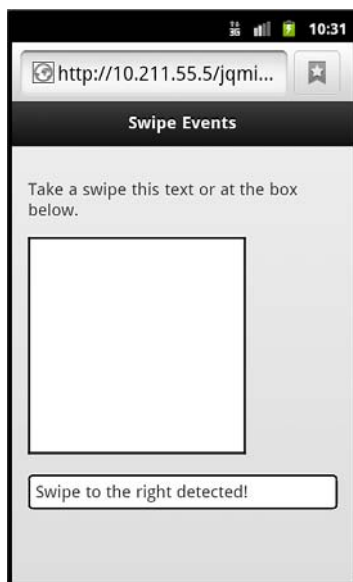 3G
10:31
http://10.211.55.5/jqmi...
Swipe Events
Take a swipe this text or at the box
below.
Swipe to the right detected!